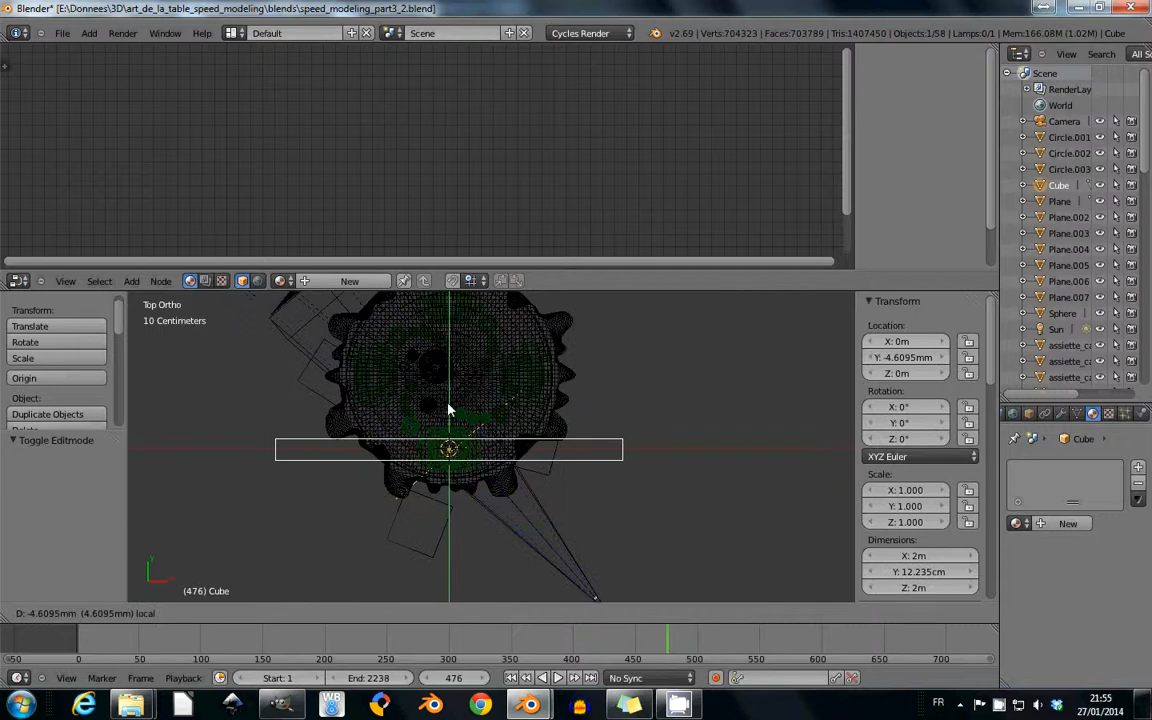 Blender* [E:\Donnees\3D\art_de_la_table_speed_modeling\blends\speed_modeling_part3_2.blend]
File Add Render Window Help Default Scene Cycles Render v2.69 | Verts:704323 | Faces:703789 | Tris:1407450 | Objects:1/58 | Lamps:0/1 | Mem:166.08M (1.02M) | Cube
View Search All S
Scene
RenderLay
World
Camera
Circle.001
Circle.002
Circle.003
Cube
Plane
Plane.002
Plane.003
Plane.004
Plane.005
Plane.006
Plane.007
Sphere
Sun
assiette_ca
assiette_ca
assiette_ca
View Select Add Node New
Transform:
Translate
Rotate
Scale
Origin
Object:
Duplicate Objects
Toggle Editmode
Top Ortho
10 Centimeters
(476) Cube
Transform
Location:
X: 0m
Y: -4.6095mm
Z: 0m
Rotation:
X: 0°
Y: 0°
Z: 0°
XYZ Euler
Scale:
X: 1.000
Y: 1.000
Z: 1.000
Dimensions:
X: 2m
Y: 12.235cm
Z: 2m
Cube
New
D: -4.6095mm (4.6095mm) local
-50 0 50 100 150 200 250 300 350 400 450 500 550 600 650 700
View Marker Frame Playback Start: 1 End: 2238 476 No Sync
FR
21:55
27/01/2014